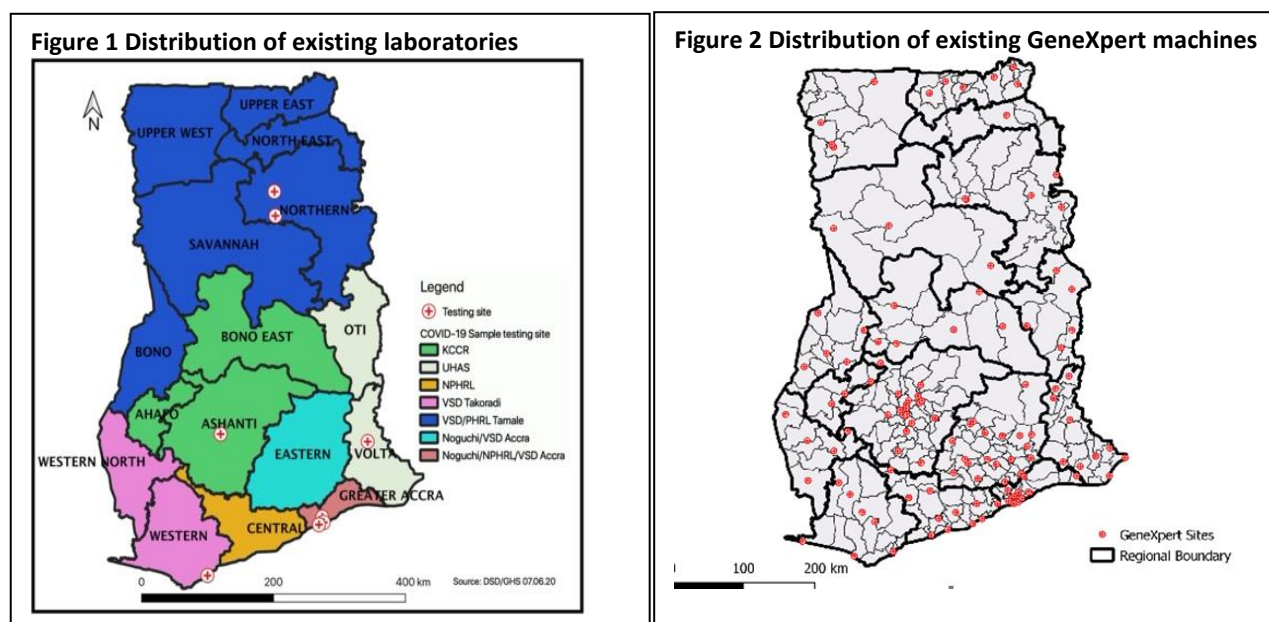 Figure 1 Distribution of existing laboratories
N
UPPER EAST
UPPER WEST
NORTH EAST
NORTHERN
SAVANNAH
BONO EAST
OTI
BONO
AHAFO
ASHANTI
EASTERN
VOLTA
WESTERN NORTH
GREATER ACCRA
CENTRAL
WESTERN
Legend
Testing site
COVID-19 Sample testing site
KCCR
UHAS
NPHRL
VSD Takoradi
VSD/PHRL Tamale
Noguchi/VSD Accra
Noguchi/NPHRL/VSD Accra
0 200 400 km
Source: DSD/GHS 07.06.20
Figure 2 Distribution of existing GeneXpert machines
GeneXpert Sites
Regional Boundary
0 100 200 km